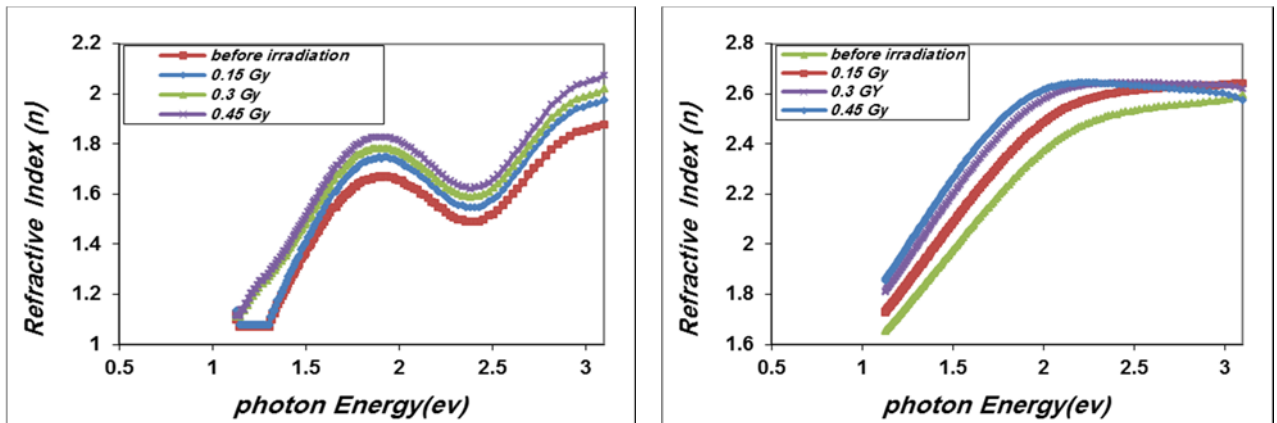 2.2
2
1.8
1.6
1.4
1.2
1
Refractive Index (n)
before irradiation
0.15 Gy
0.3 Gy
0.45 Gy
0.5
1
1.5
2
2.5
3
photon Energy(ev)
2.8
2.6
2.4
2.2
2
1.8
1.6
Refractive Index (n)
before irradiation
0.15 Gy
0.3 GY
0.45 Gy
0.5
1
1.5
2
2.5
3
photon Energy(ev)